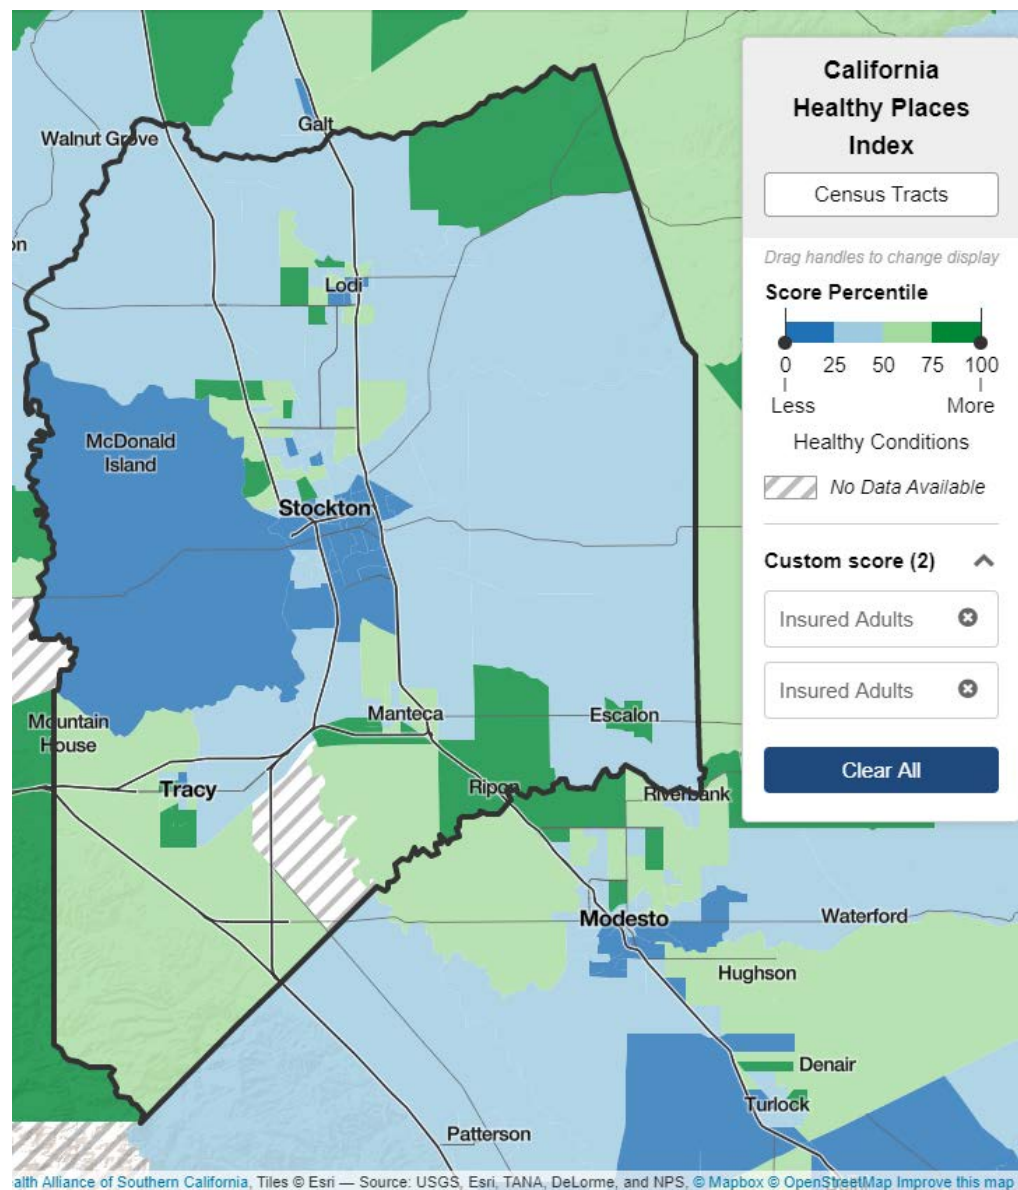 California
Healthy Places
Index
Census Tracts
Drag handles to change display
Score Percentile
0 25 50 75 100
Less More
Healthy Conditions
No Data Available
Custom score (2)
Insured Adults
Insured Adults
Clear All
Walnut Grove
Galt
on
Lodi
McDonald
Island
Stockton
Mountain
House
Manteca
Escalon
Tracy
Ripon
Riverbank
Modesto
Waterford
Hughson
Denair
Turlock
Patterson
alth Alliance of Southern California, Tiles © Esri — Source: USGS, Esri, TANA, DeLorme, and NPS, © Mapbox © OpenStreetMap Improve this map